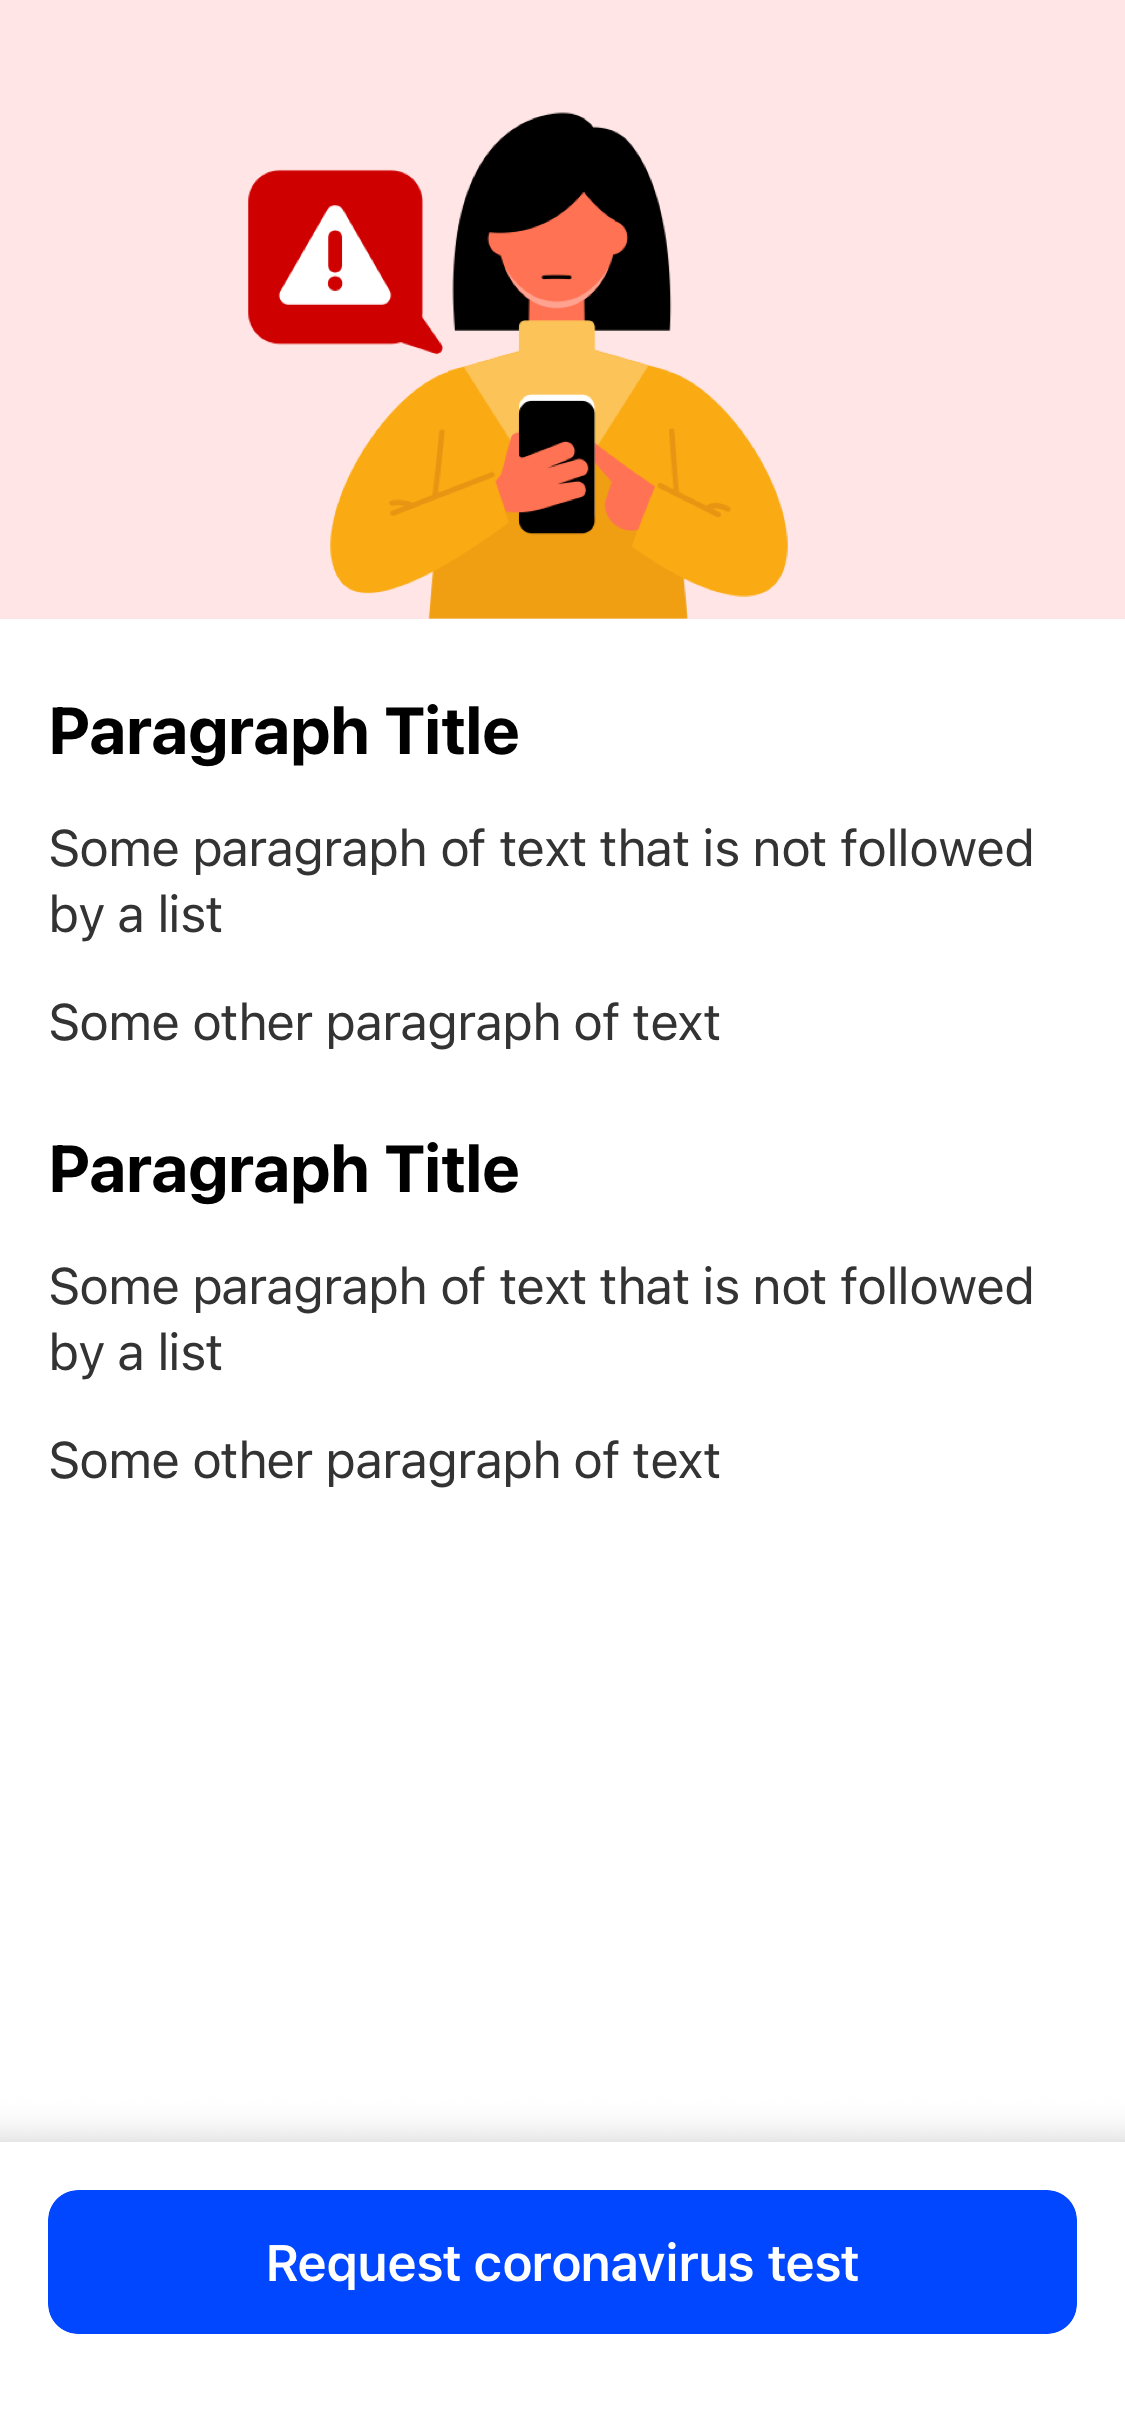 Paragraph Title
Some paragraph of text that is not followed
by a list
Some other paragraph of text
Paragraph Title
Some paragraph of text that is not followed
by a list
Some other paragraph of text
Request coronavirus test